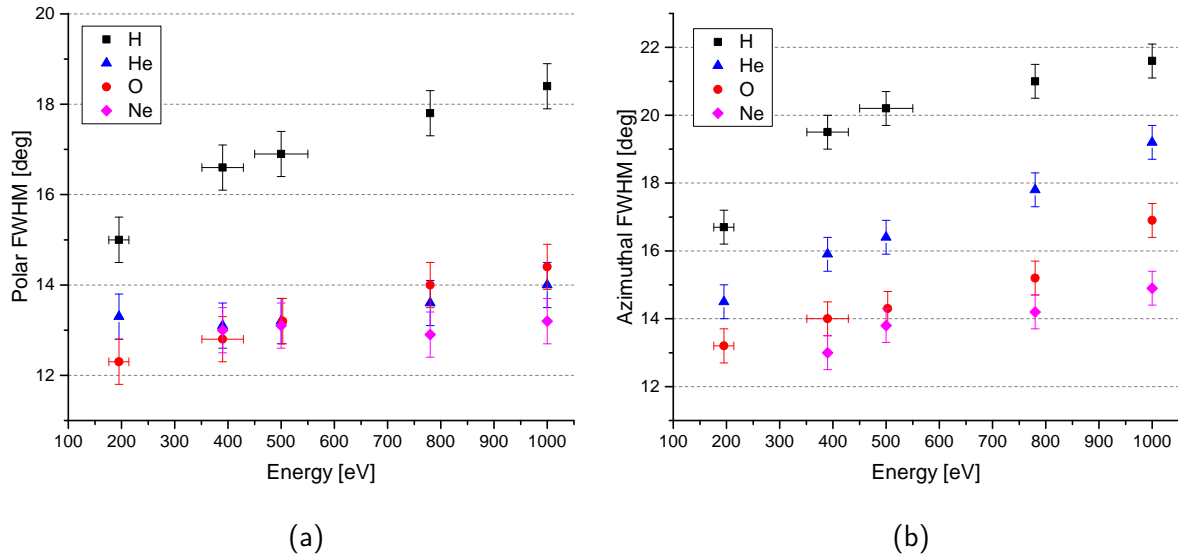 20
18
16
14
12
Polar FWHM [deg]
H
He
O
Ne
100 200 300 400 500 600 700 800 900 1000
Energy [eV]
(a)
22
20
18
16
14
12
Azimuthal FWHM [deg]
H
He
O
Ne
100 200 300 400 500 600 700 800 900 1000
Energy [eV]
(b)